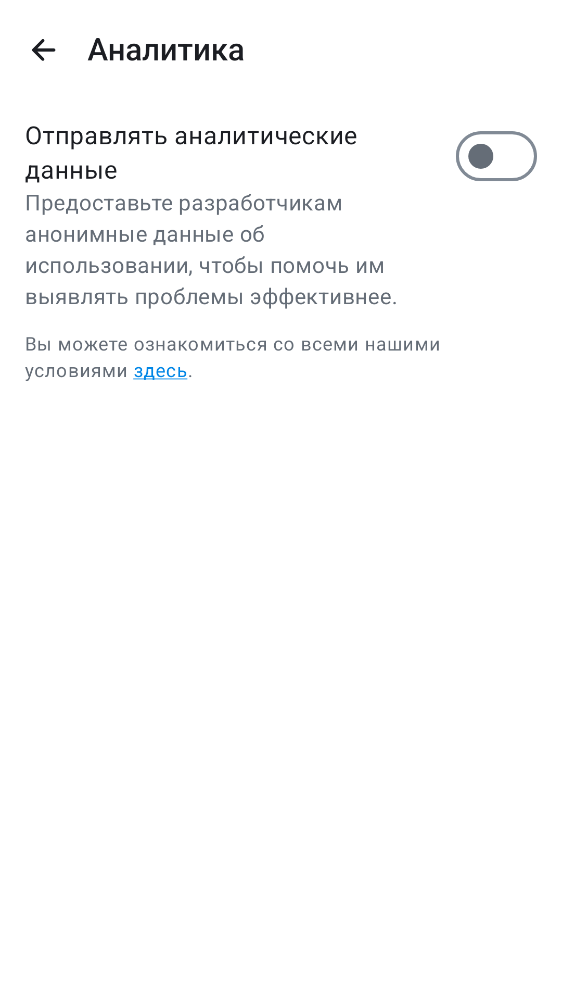 Аналитика
Отправлять аналитические
данные
Предоставьте разработчикам
анонимные данные об
использовании, чтобы помочь им
выявлять проблемы эффективнее.
Вы можете ознакомиться со всеми нашими
условиями здесь.